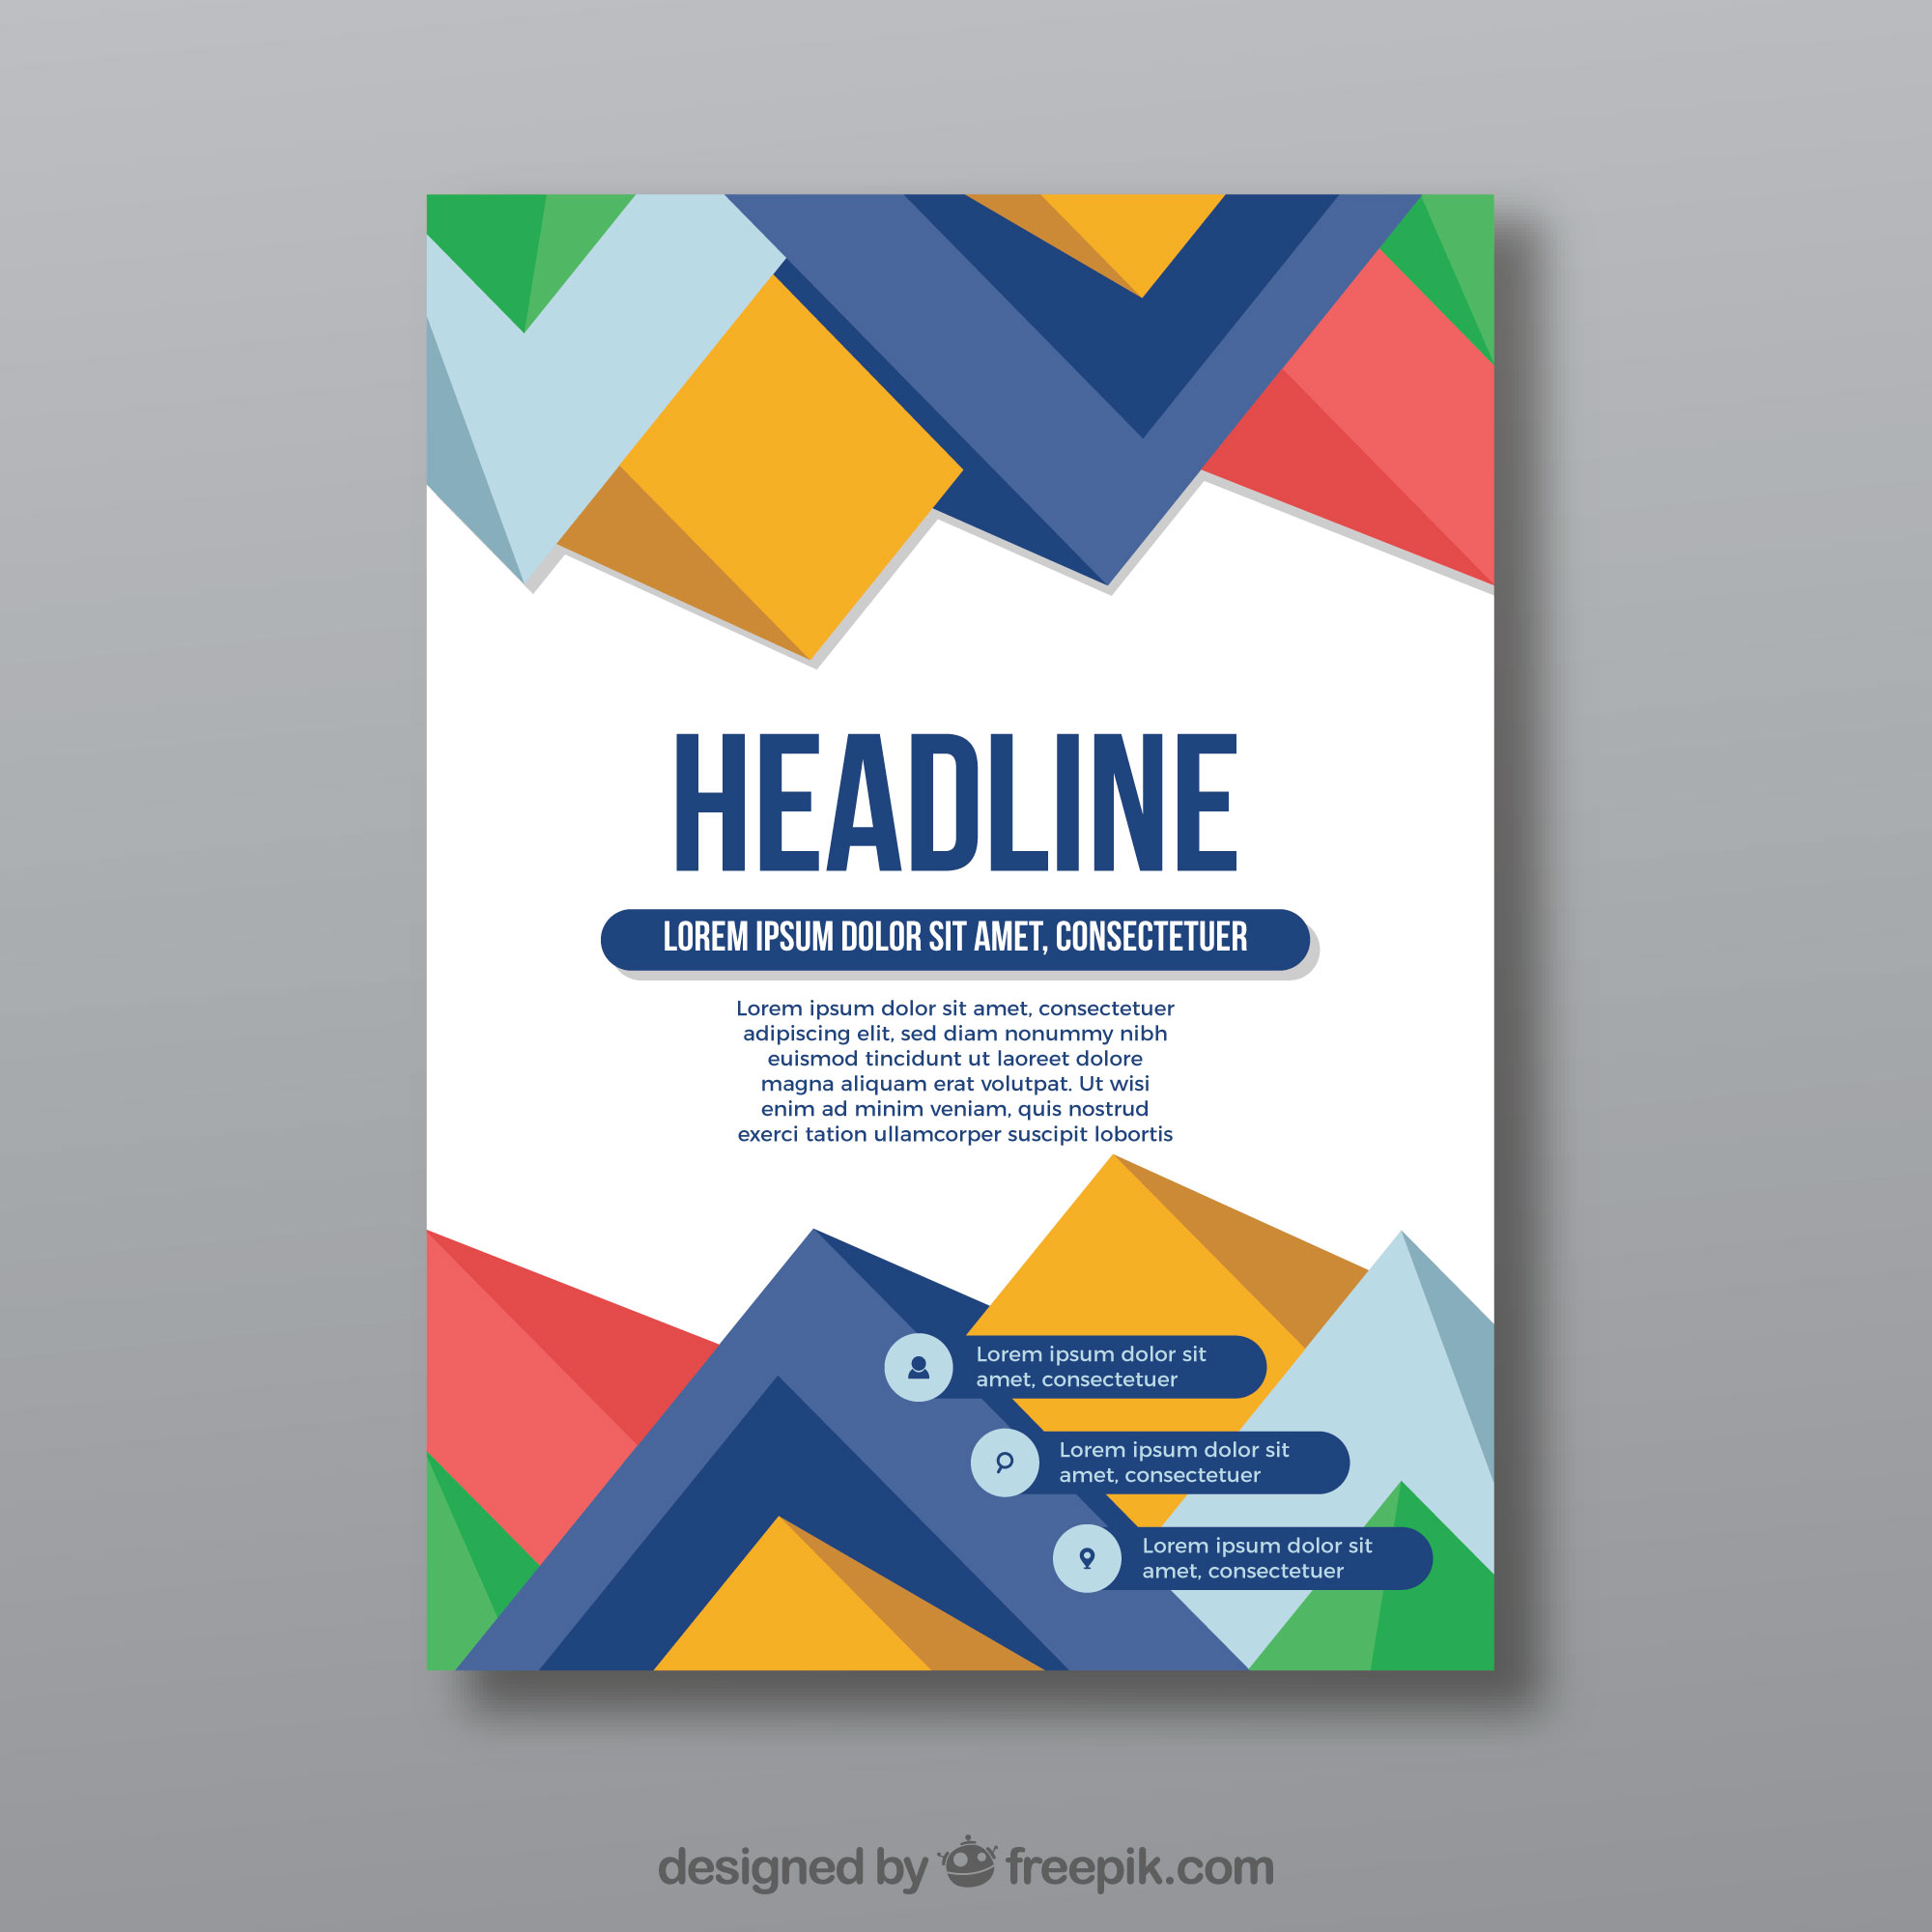 HEADLINE
LOREM IPSUM DOLOR SIT AMET, CONSECTETUER
Lorem ipsum dolor sit amet, consectetuer
adipiscing elit, sed diam nonummy nibh
euismod tincidunt ut laoreet dolore
magna aliquam erat volutpat. Ut wisi
enim ad minim veniam, quis nostrud
exerci tation ullamcorper suscipit lobortis
Lorem ipsum dolor sit
amet, consectetuer
Lorem ipsum dolor sit
amet, consectetuer
Lorem ipsum dolor sit
amet, consectetuer
designed by freepik.com